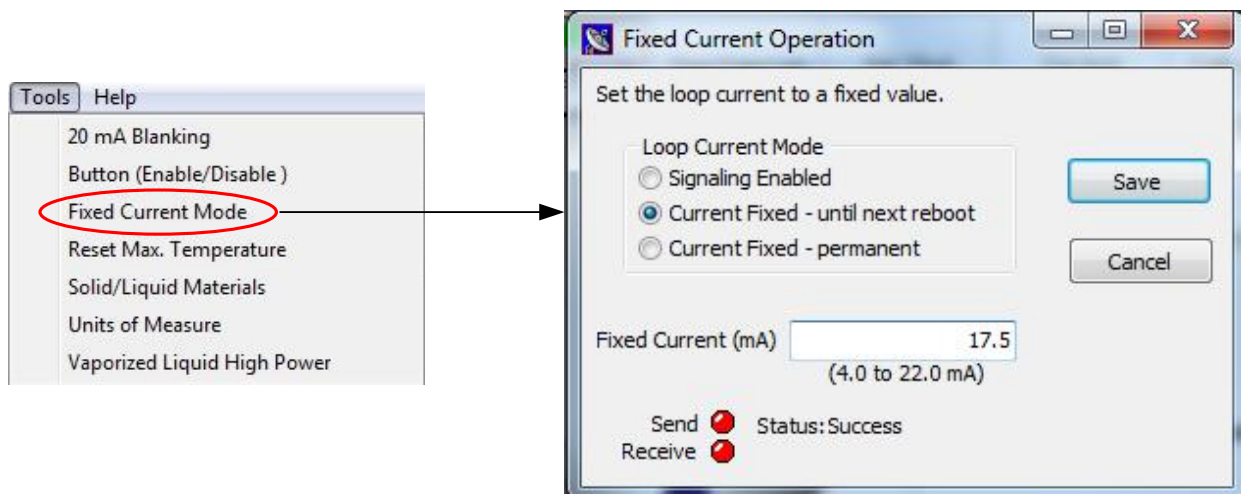 Tools Help
20 mA Blanking
Button (Enable/Disable )
Fixed Current Mode
Reset Max. Temperature
Solid/Liquid Materials
Units of Measure
Vaporized Liquid High Power
Fixed Current Operation
Set the loop current to a fixed value.
Loop Current Mode
Signaling Enabled
Current Fixed - until next reboot
Current Fixed - permanent
Save
Cancel
Fixed Current (mA) 17.5
(4.0 to 22.0 mA)
Send Status: Success
Receive